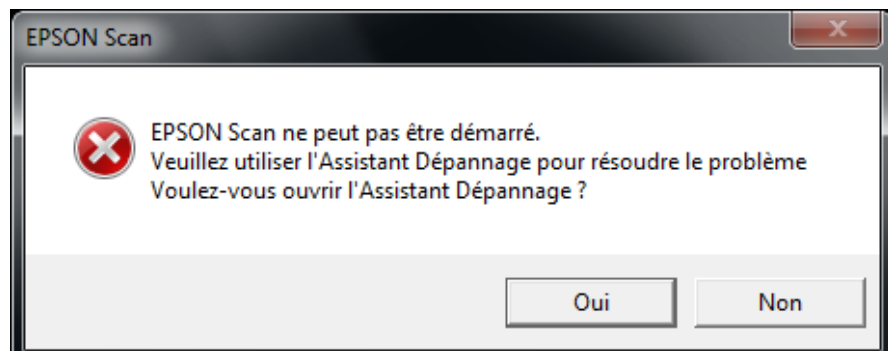 EPSON Scan
EPSON Scan ne peut pas être démarré.
Veuillez utiliser l'Assistant Dépannage pour résoudre le problème
Voulez-vous ouvrir l'Assistant Dépannage ?
Oui
Non